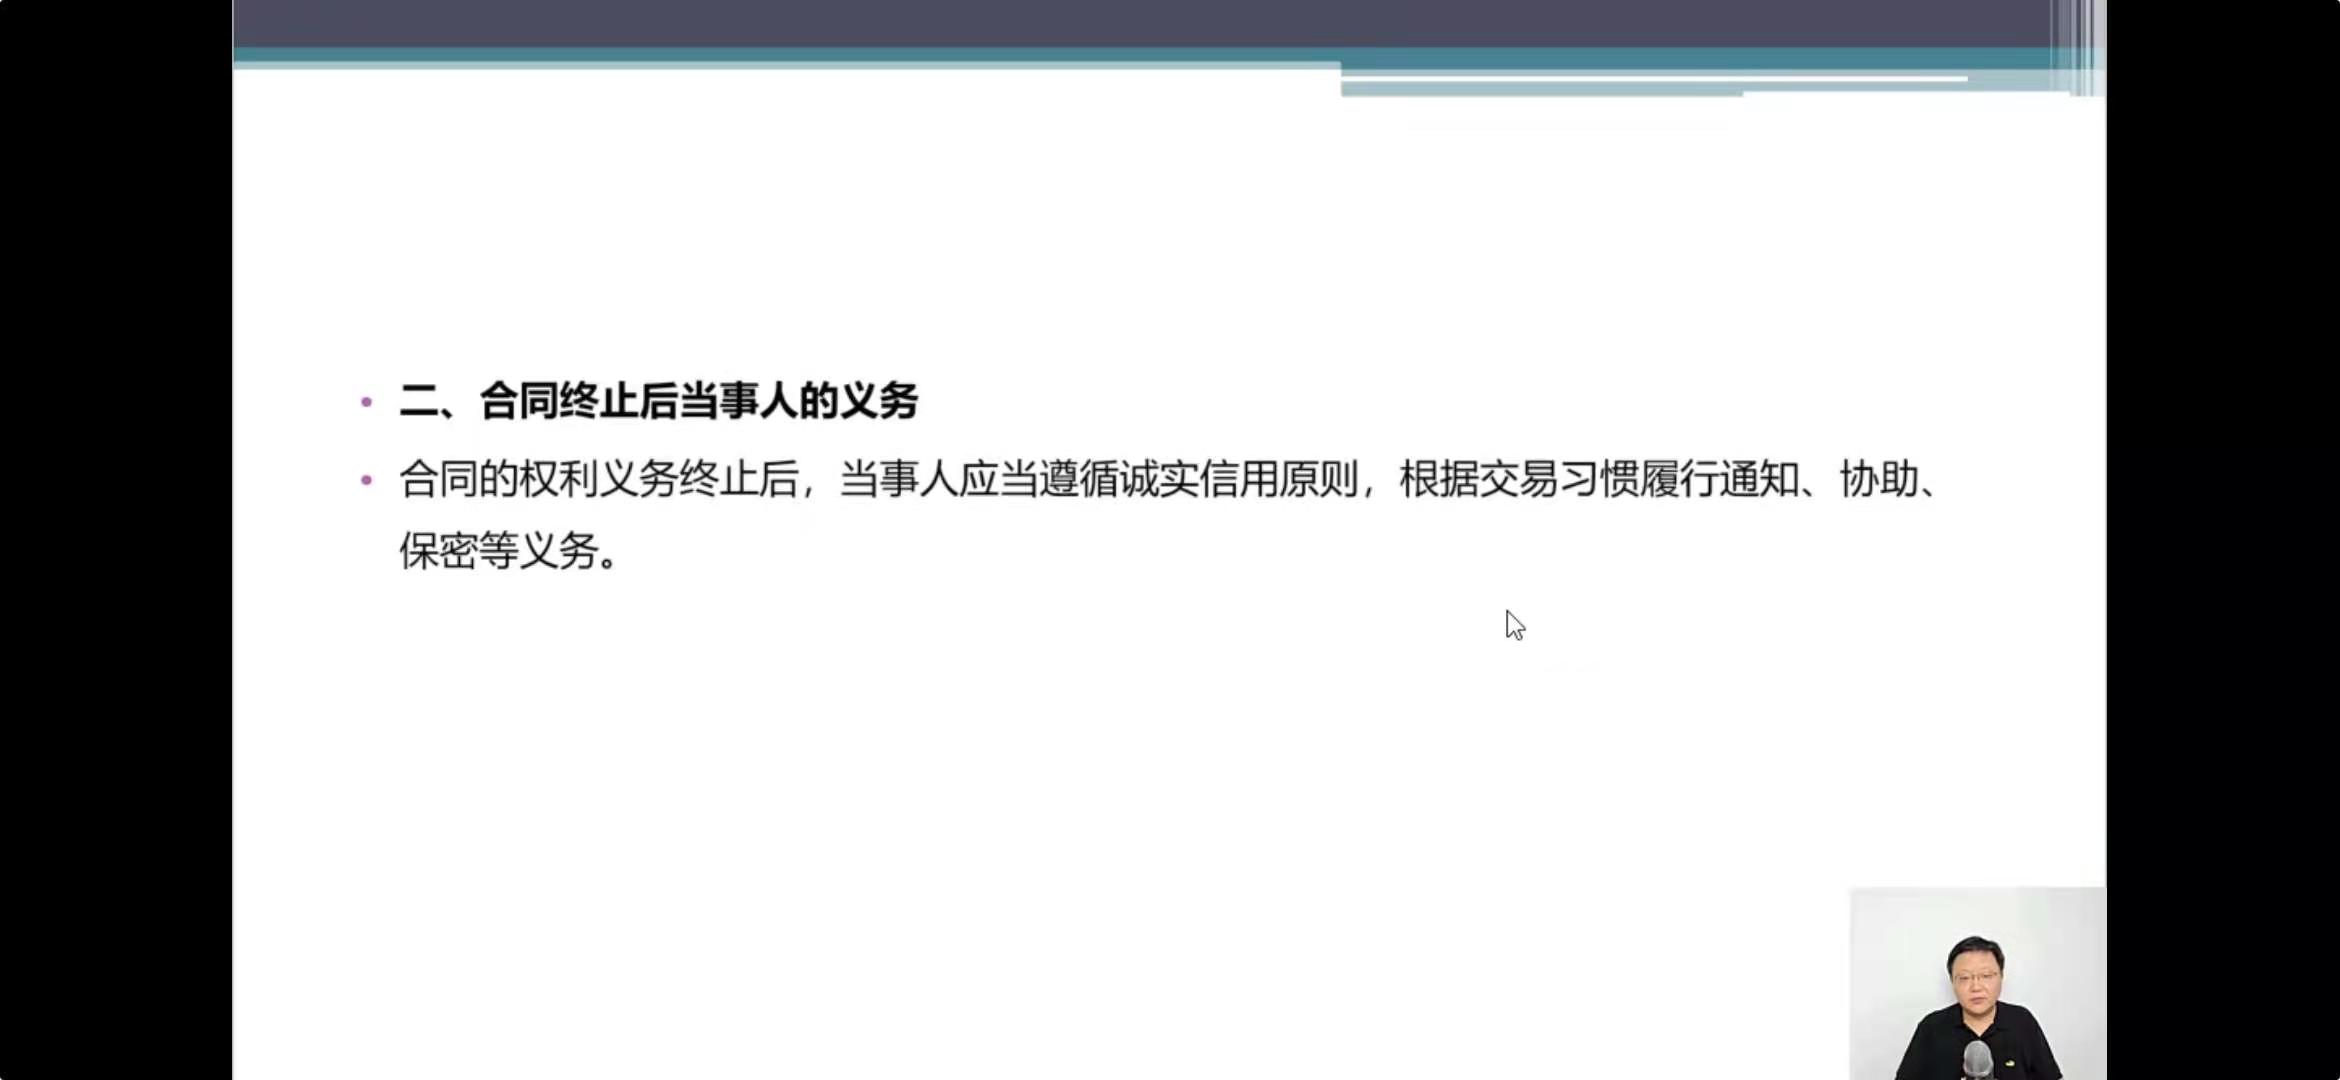 二、合同终止后当事人的义务
合同的权利义务终止后，当事人应当遵循诚实信用原则，根据交易习惯履行通知、协助、
保密等义务。